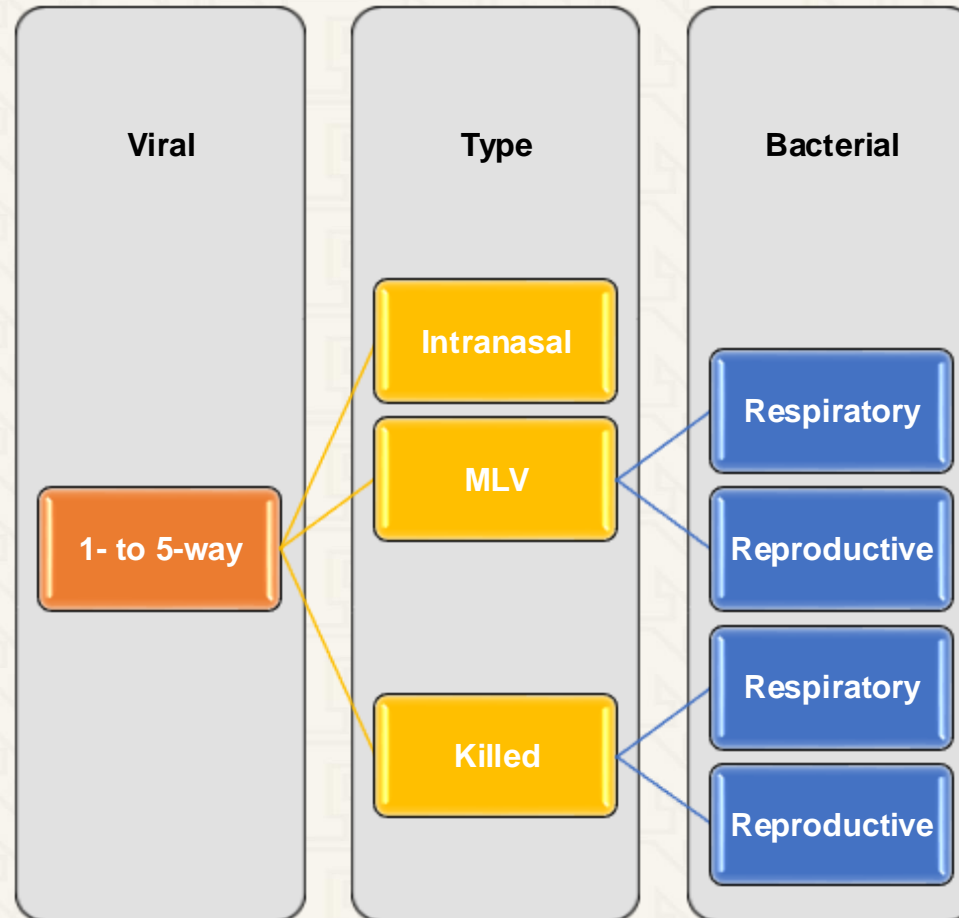 Viral
Type
Bacterial
1- to 5-way
Intranasal
MLV
Killed
Respiratory
Reproductive
Respiratory
Reproductive